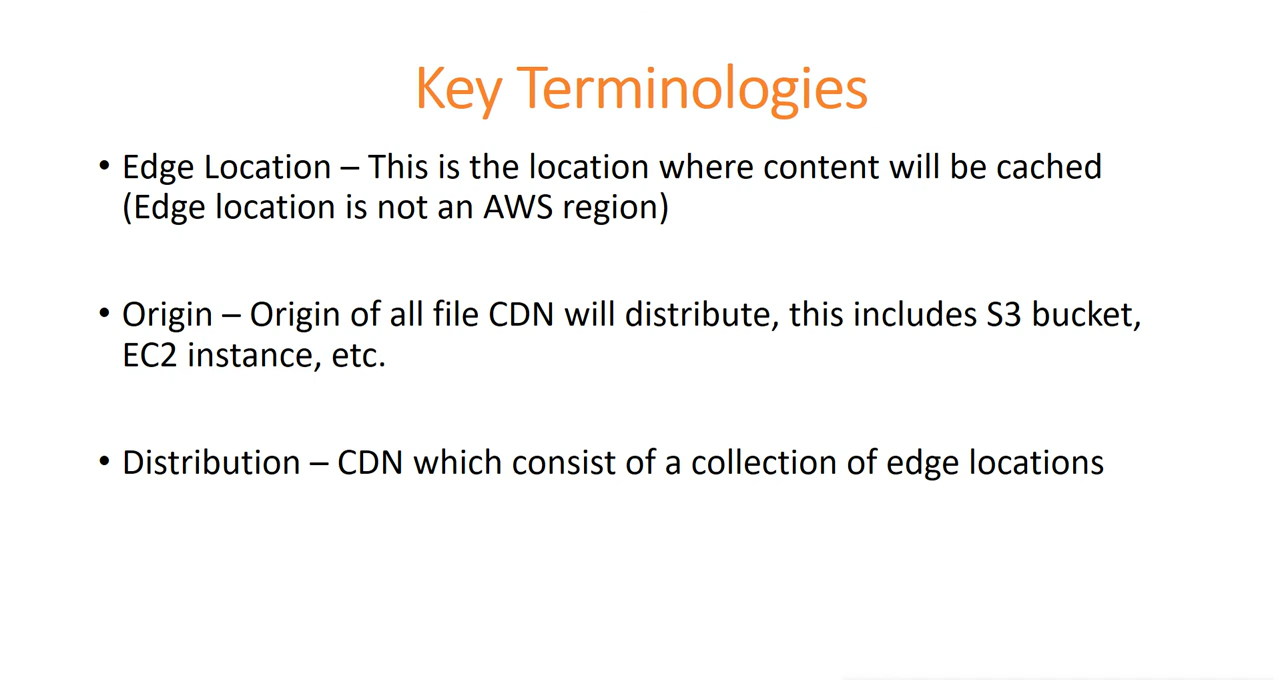 Key Terminologies
• Edge Location – This is the location where content will be cached
(Edge location is not an AWS region)
• Origin – Origin of all file CDN will distribute, this includes S3 bucket,
EC2 instance, etc.
• Distribution – CDN which consist of a collection of edge locations